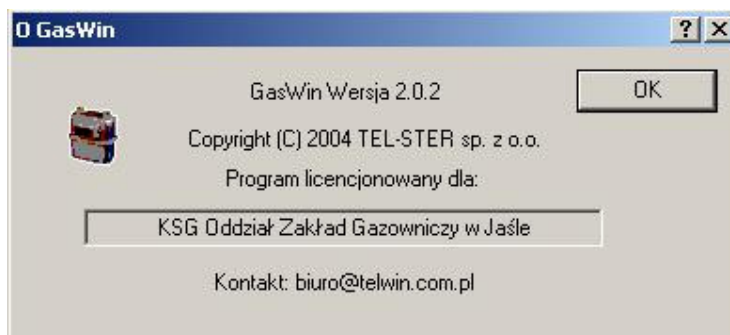 O GasWin
?
GasWin Wersja 2.0.2
OK
Copyright (C) 2004 TEL-STER sp. z o.o.
Program licencjonowany dla:
KSG Oddział Zakład Gazowniczy w Jaśle
Kontakt: biuro@telwin.com.pl